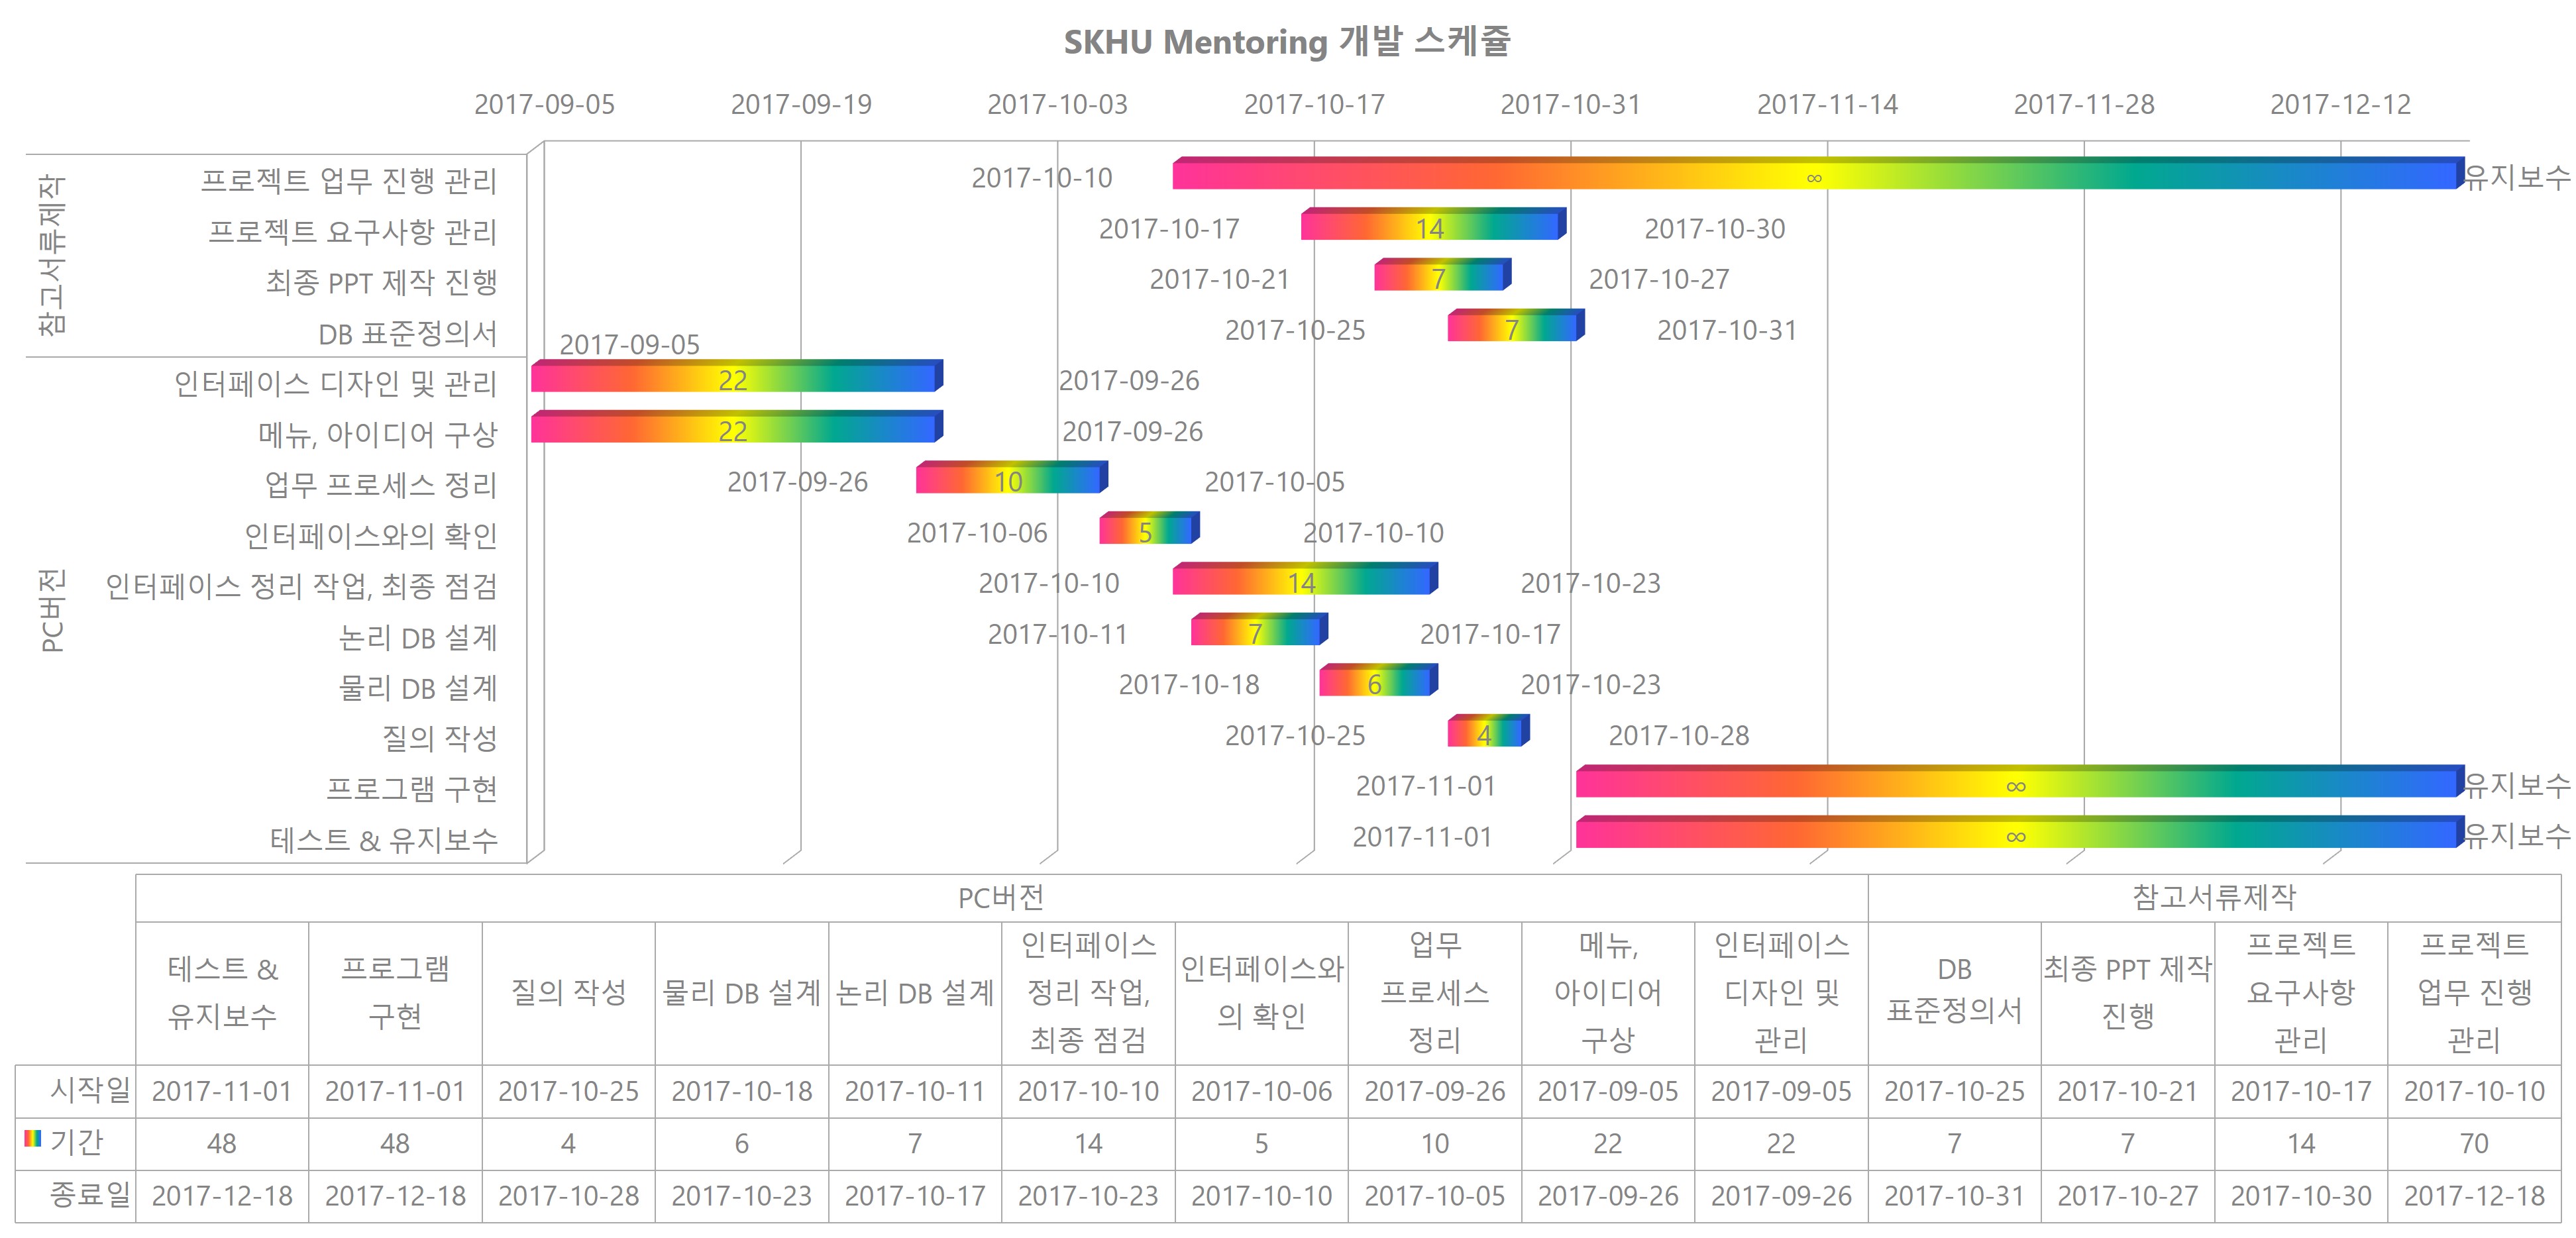 SKHU Mentoring 개발 스케쥴
2017-09-05 2017-09-19 2017-10-03 2017-10-17 2017-10-31 2017-11-14 2017-11-28 2017-12-12
참고서류제작
프로젝트 업무 진행 관리 2017-10-10 ∞ 유지보수
프로젝트 요구사항 관리 2017-10-17 14 2017-10-30
최종 PPT 제작 진행 2017-10-21 7 2017-10-27
DB 표준정의서 2017-10-25 7 2017-10-31
PC버전
인터페이스 디자인 및 관리 2017-09-05 22 2017-09-26
메뉴, 아이디어 구상 22 2017-09-26
업무 프로세스 정리 2017-09-26 10 2017-10-05
인터페이스와의 확인 2017-10-06 5 2017-10-10
인터페이스 정리 작업, 최종 점검 2017-10-10 14 2017-10-23
논리 DB 설계 2017-10-11 7 2017-10-17
물리 DB 설계 2017-10-18 6 2017-10-23
질의 작성 2017-10-25 4 2017-10-28
프로그램 구현 2017-11-01 ∞ 유지보수
테스트 & 유지보수 2017-11-01 ∞ 유지보수
PC버전 참고서류제작
테스트 &
유지보수
프로그램
구현
질의 작성
물리 DB 설계
논리 DB 설계
인터페이스
정리 작업,
최종 점검
인터페이스와
의 확인
업무
프로세스
정리
메뉴,
아이디어
구상
인터페이스
디자인 및
관리
DB
표준정의서
최종 PPT 제작
진행
프로젝트
요구사항
관리
프로젝트
업무 진행
관리
시작일 2017-11-01 2017-11-01 2017-10-25 2017-10-18 2017-10-11 2017-10-10 2017-10-06 2017-09-26 2017-09-05 2017-09-05 2017-10-25 2017-10-21 2017-10-17 2017-10-10
기간 48 48 4 6 7 14 5 10 22 22 7 7 14 70
종료일 2017-12-18 2017-12-18 2017-10-28 2017-10-23 2017-10-17 2017-10-23 2017-10-10 2017-10-05 2017-09-26 2017-09-26 2017-10-31 2017-10-27 2017-10-30 2017-12-18